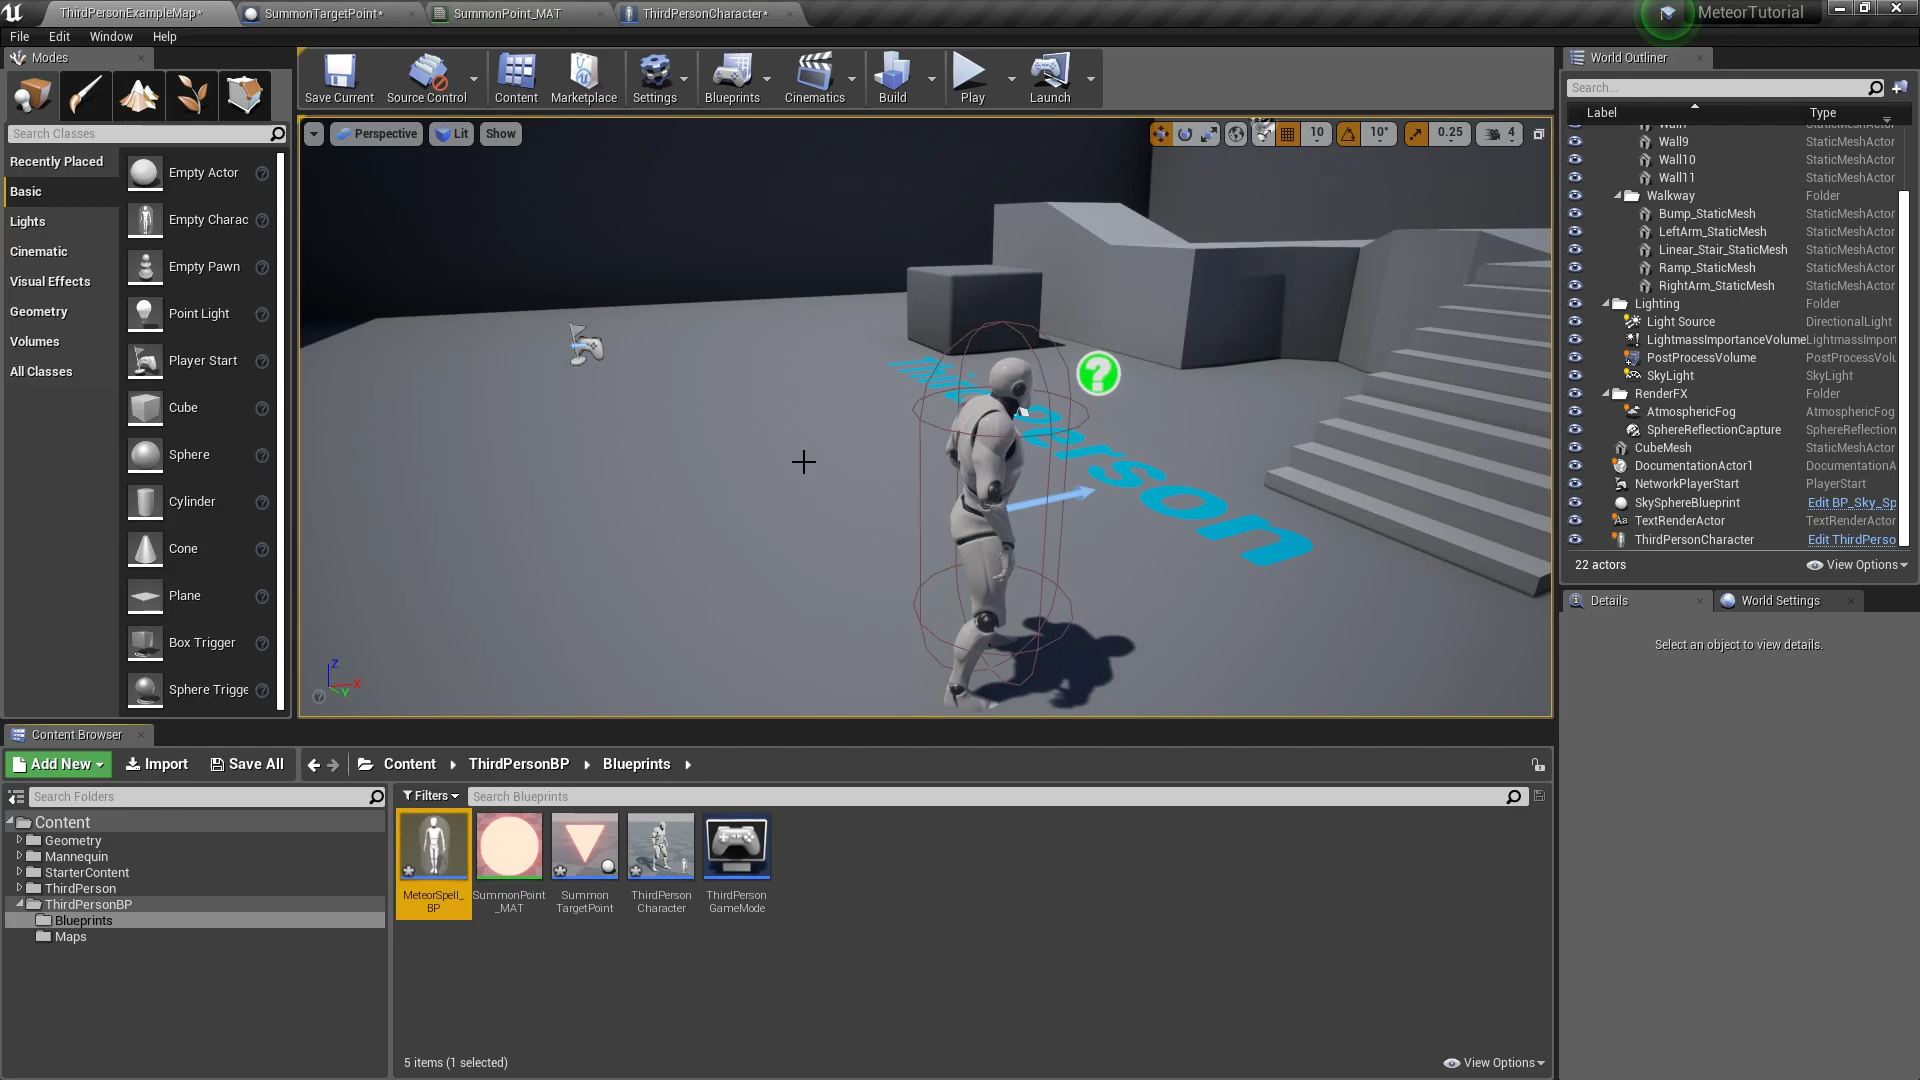 ThirdPersonExampleMap*
SummonTargetPoint*
SummonPoint_MAT
ThirdPersonCharacter*
MeteorTutorial
File Edit Window Help
Modes
Save Current
Source Control
Content
Marketplace
Settings
Blueprints
Cinematics
Build
Play
Launch
Search Classes
Recently Placed
Basic
Lights
Cinematic
Visual Effects
Geometry
Volumes
All Classes
Empty Actor
Empty Charac
Empty Pawn
Point Light
Player Start
Cube
Sphere
Cylinder
Cone
Plane
Box Trigger
Sphere Trigge
Perspective Lit Show
10 10° 0.25 4
erson
Z
X
Y
World Outliner
Search...
Label Type
Wall9 StaticMeshActor
Wall10 StaticMeshActor
Wall11 StaticMeshActor
Walkway Folder
Bump_StaticMesh StaticMeshActor
LeftArm_StaticMesh StaticMeshActor
Linear_Stair_StaticMesh StaticMeshActor
Ramp_StaticMesh StaticMeshActor
RightArm_StaticMesh StaticMeshActor
Lighting Folder
Light Source DirectionalLight
LightmassImportanceVolume LightmassImport
PostProcessVolume PostProcessVolu
SkyLight SkyLight
RenderFX Folder
AtmosphericFog AtmosphericFog
SphereReflectionCapture SphereReflection
CubeMesh StaticMeshActor
DocumentationActor1 DocumentationA
NetworkPlayerStart PlayerStart
SkySphereBlueprint Edit BP_Sky_Sp
TextRenderActor TextRenderActor
ThirdPersonCharacter Edit ThirdPerso
22 actors View Options
Details
World Settings
Select an object to view details.
Content Browser
Add New Import Save All
Content ThirdPersonBP Blueprints
Search Folders
Filters Search Blueprints
Content
Geometry
Mannequin
StarterContent
ThirdPerson
ThirdPersonBP
Blueprints
Maps
MeteorSpell_
BP
SummonPoint
_MAT
Summon
TargetPoint
ThirdPerson
Character
ThirdPerson
GameMode
5 items (1 selected)
View Options